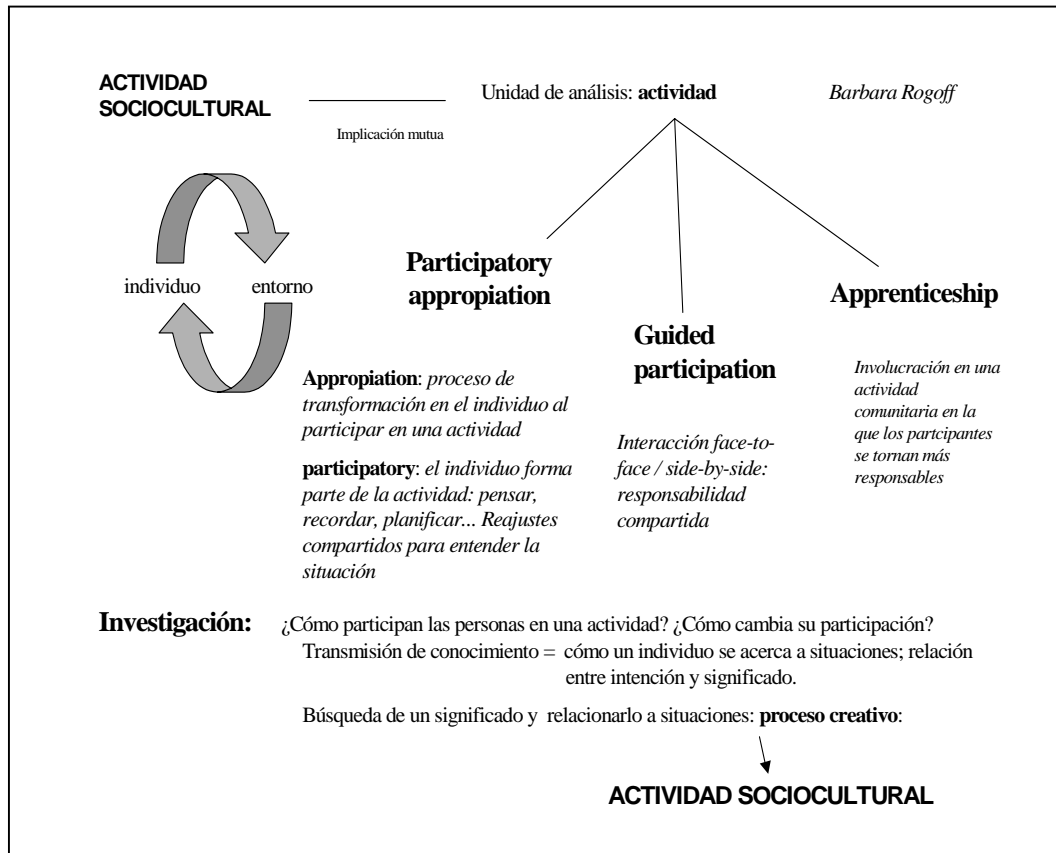 ACTIVIDAD
SOCIOCULTURAL
Unidad de análisis: actividad
Barbara Rogoff
Implicación mutua
individuo
entorno
Participatory
appropiation
Guided
participation
Apprenticeship
Appropiation: proceso de
transformación en el individuo al
participar en una actividad
participatory: el individuo forma
parte de la actividad: pensar,
recordar, planificar... Reajustes
compartidos para entender la
situación
Interacción face-to-
face / side-by-side:
responsabilidad
compartida
Involucración en una
actividad
comunitaria en la
que los partcipantes
se tornan más
responsables
Investigación:
¿Cómo participan las personas en una actividad? ¿Cómo cambia su participación?
Transmisión de conocimiento = cómo un individuo se acerca a situaciones; relación
entre intención y significado.
Búsqueda de un significado y relacionarlo a situaciones: proceso creativo:
ACTIVIDAD SOCIOCULTURAL